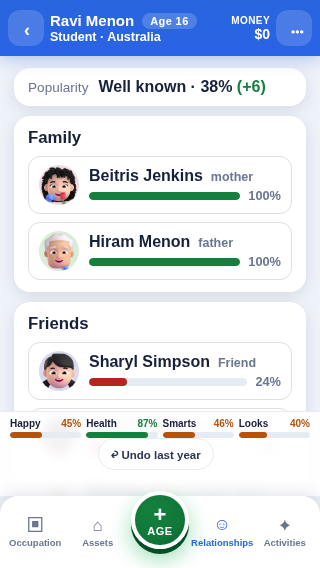 Ravi Menon Age 16
Student · Australia
MONEY
$0
Popularity Well known · 38% (+6)
Family
Beitris Jenkins mother
100%
Hiram Menon father
100%
Friends
Sharyl Simpson Friend
24%
Happy 45% Health 87% Smarts 46% Looks 40%
Undo last year
+
AGE
Occupation Assets Relationships Activities